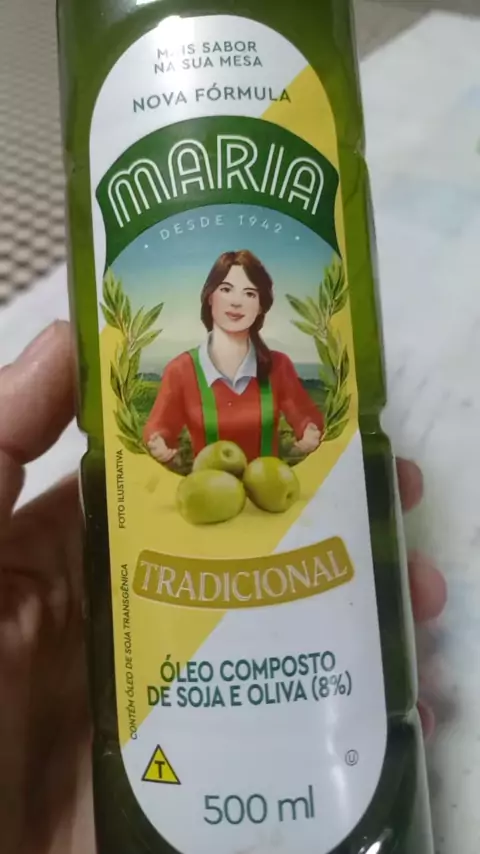 MAIS SABOR
NA SUA MESA
NOVA FÓRMULA
MARIA
• DESDE 1942 •
FOTO ILUSTRATIVA
CONTÉM ÓLEO DE SOJA TRANSGÊNICA
TRADICIONAL
ÓLEO COMPOSTO
DE SOJA E OLIVA (8%)
T
U
500 ml